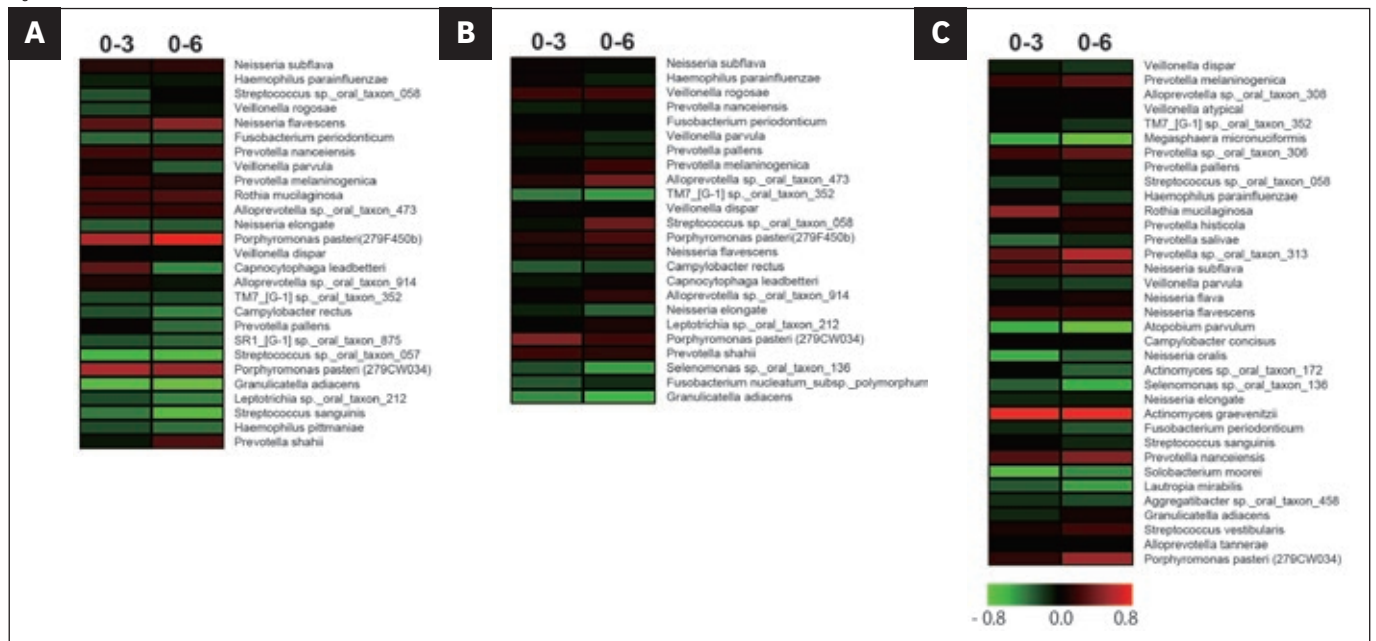 A
0-3 0-6
Neisseria subflava
Haemophilus parainfluenzae
Streptococcus sp._oral_taxon_058
Veillonella rogosae
Neisseria flavescens
Fusobacterium periodonticum
Prevotella nanceiensis
Veillonella parvula
Prevotella melaninogenica
Rothia mucilaginosa
Alloprevotella sp._oral_taxon_473
Neisseria elongate
Porphyromonas pasteri(279F450b)
Veillonella dispar
Capnocytophaga leadbetteri
Alloprevotella sp._oral_taxon_914
TM7_[G-1] sp._oral_taxon_352
Campylobacter rectus
Prevotella pallens
SR1_[G-1] sp._oral_taxon_875
Streptococcus sp._oral_taxon_057
Porphyromonas pasteri (279CW034)
Granulicatella adiacens
Leptotrichia sp._oral_taxon_212
Streptococcus sanguinis
Haemophilus pittmaniae
Prevotella shahii
B
0-3 0-6
Neisseria subflava
Haemophilus parainfluenzae
Veillonella rogosae
Prevotella nanceiensis
Fusobacterium periodonticum
Veillonella parvula
Prevotella pallens
Prevotella melaninogenica
Alloprevotella sp._oral_taxon_473
TM7_[G-1] sp._oral_taxon_352
Veillonella dispar
Streptococcus sp._oral_taxon_058
Porphyromonas pasteri(279F450b)
Neisseria flavescens
Campylobacter rectus
Capnocytophaga leadbetteri
Alloprevotella sp._oral_taxon_914
Neisseria elongate
Leptotrichia sp._oral_taxon_212
Porphyromonas pasteri (279CW034)
Prevotella shahii
Selenomonas sp._oral_taxon_136
Fusobacterium nucleatum_subsp._polymorphum
Granulicatella adiacens
C
0-3 0-6
Veillonella dispar
Prevotella melaninogenica
Alloprevotella sp._oral_taxon_308
Veillonella atypical
TM7_[G-1] sp._oral_taxon_352
Megasphaera micronuciformis
Prevotella sp._oral_taxon_306
Prevotella pallens
Streptococcus sp._oral_taxon_058
Haemophilus parainfluenzae
Rothia mucilaginosa
Prevotella histicola
Prevotella salivae
Prevotella sp._oral_taxon_313
Neisseria subflava
Veillonella parvula
Neisseria flava
Neisseria flavescens
Atopobium parvulum
Campylobacter concisus
Neisseria oralis
Actinomyces sp._oral_taxon_172
Selenomonas sp._oral_taxon_136
Neisseria elongate
Actinomyces graevenitzii
Fusobacterium periodonticum
Streptococcus sanguinis
Prevotella nanceiensis
Solobacterium moorei
Lautropia mirabilis
Aggregatibacter sp._oral_taxon_458
Granulicatella adiacens
Streptococcus vestibularis
Alloprevotella tannerae
Porphyromonas pasteri (279CW034)
- 0.8 0.0 0.8